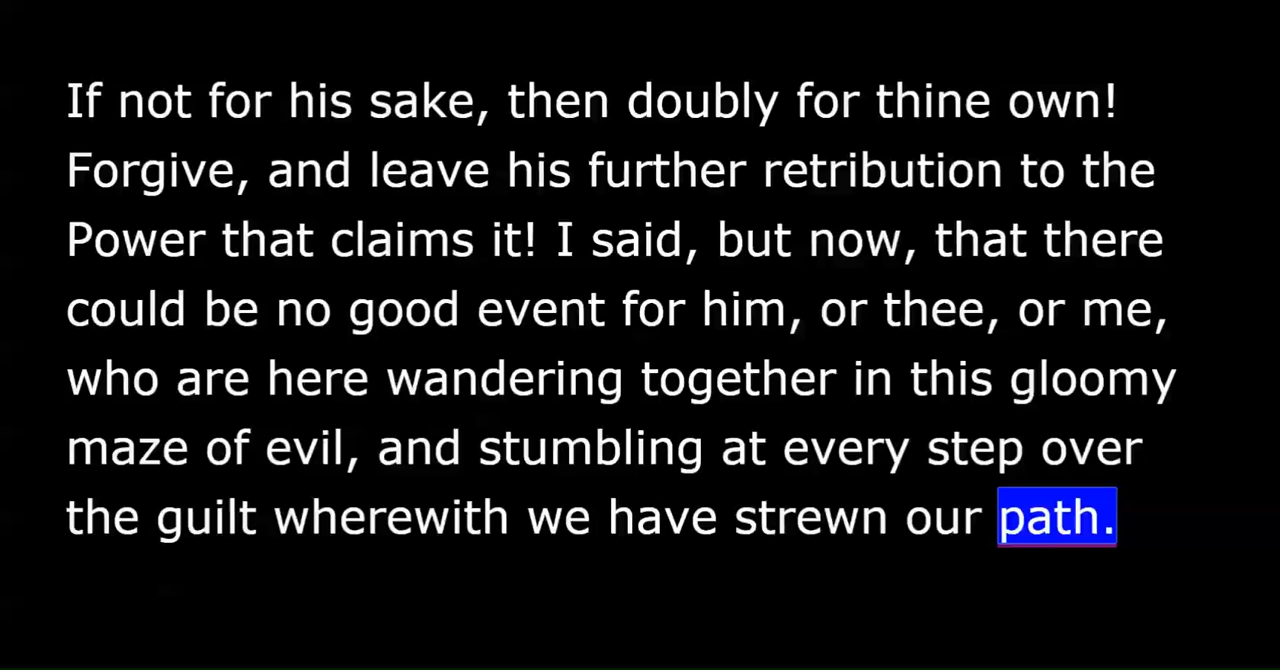 If not for his sake, then doubly for thine own!
Forgive, and leave his further retribution to the
Power that claims it! I said, but now, that there
could be no good event for him, or thee, or me,
who are here wandering together in this gloomy
maze of evil, and stumbling at every step over
the guilt wherewith we have strewn our path.